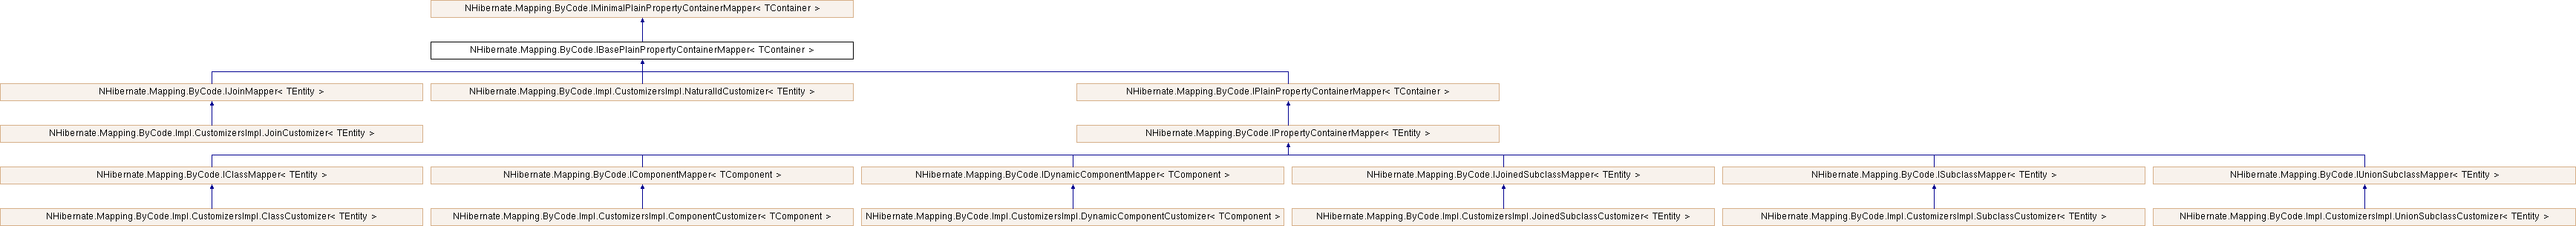 NHibernate.Mapping.ByCode.IMinimalPlainPropertyContainerMapper< TContainer >
NHibernate.Mapping.ByCode.IBasePlainPropertyContainerMapper< TContainer >
NHibernate.Mapping.ByCode.IJoinMapper< TEntity >
NHibernate.Mapping.ByCode.Impl.CustomizersImpl.NaturalIdCustomizer< TEntity >
NHibernate.Mapping.ByCode.IPlainPropertyContainerMapper< TContainer >
NHibernate.Mapping.ByCode.Impl.CustomizersImpl.JoinCustomizer< TEntity >
NHibernate.Mapping.ByCode.IPropertyContainerMapper< TEntity >
NHibernate.Mapping.ByCode.IClassMapper< TEntity >
NHibernate.Mapping.ByCode.IComponentMapper< TComponent >
NHibernate.Mapping.ByCode.IDynamicComponentMapper< TComponent >
NHibernate.Mapping.ByCode.IJoinedSubclassMapper< TEntity >
NHibernate.Mapping.ByCode.ISubclassMapper< TEntity >
NHibernate.Mapping.ByCode.IUnionSubclassMapper< TEntity >
NHibernate.Mapping.ByCode.Impl.CustomizersImpl.ClassCustomizer< TEntity >
NHibernate.Mapping.ByCode.Impl.CustomizersImpl.ComponentCustomizer< TComponent >
NHibernate.Mapping.ByCode.Impl.CustomizersImpl.DynamicComponentCustomizer< TComponent >
NHibernate.Mapping.ByCode.Impl.CustomizersImpl.JoinedSubclassCustomizer< TEntity >
NHibernate.Mapping.ByCode.Impl.CustomizersImpl.SubclassCustomizer< TEntity >
NHibernate.Mapping.ByCode.Impl.CustomizersImpl.UnionSubclassCustomizer< TEntity >